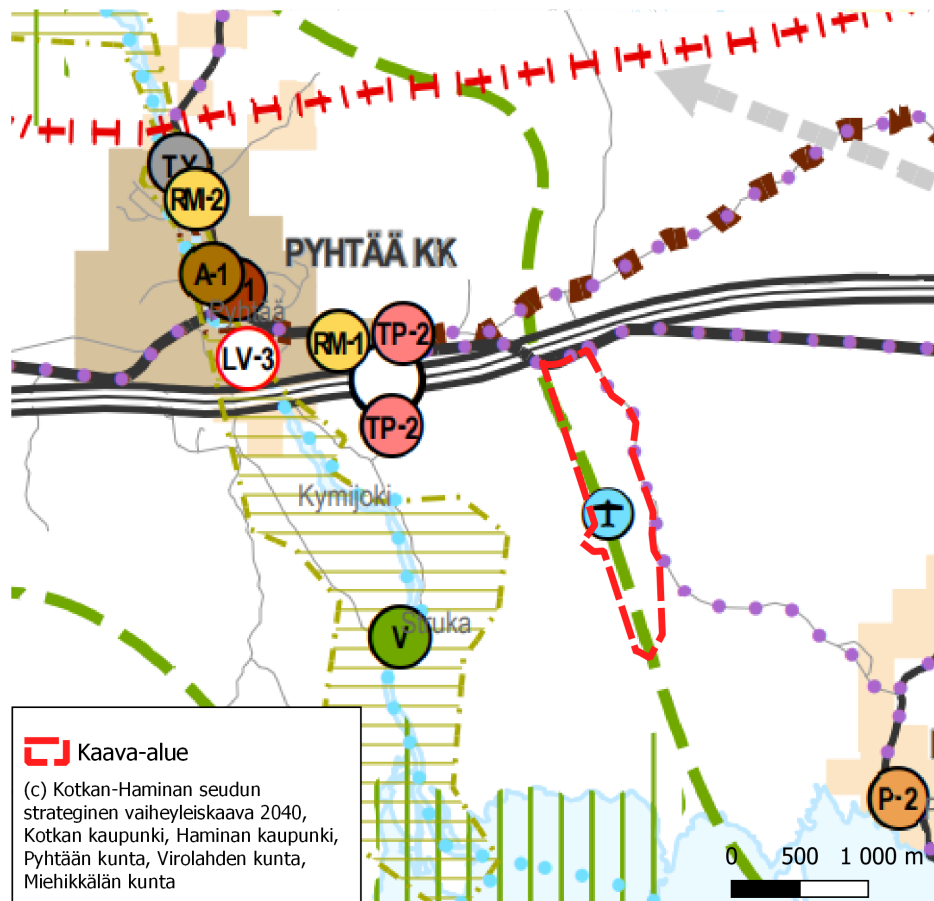 TY
RM-2
PYHTÄÄ KK
A-1
1
Pyhtää
LV-3
RM-1
TP-2
TP-2
Kymijoki
V
Struka
P-2
Kaava-alue
(c) Kotkan-Haminan seudun
strateginen vaiheyleiskaava 2040,
Kotkan kaupunki, Haminan kaupunki,
Pyhtään kunta, Virolahden kunta,
Miehikkälän kunta
0 500 1 000 m